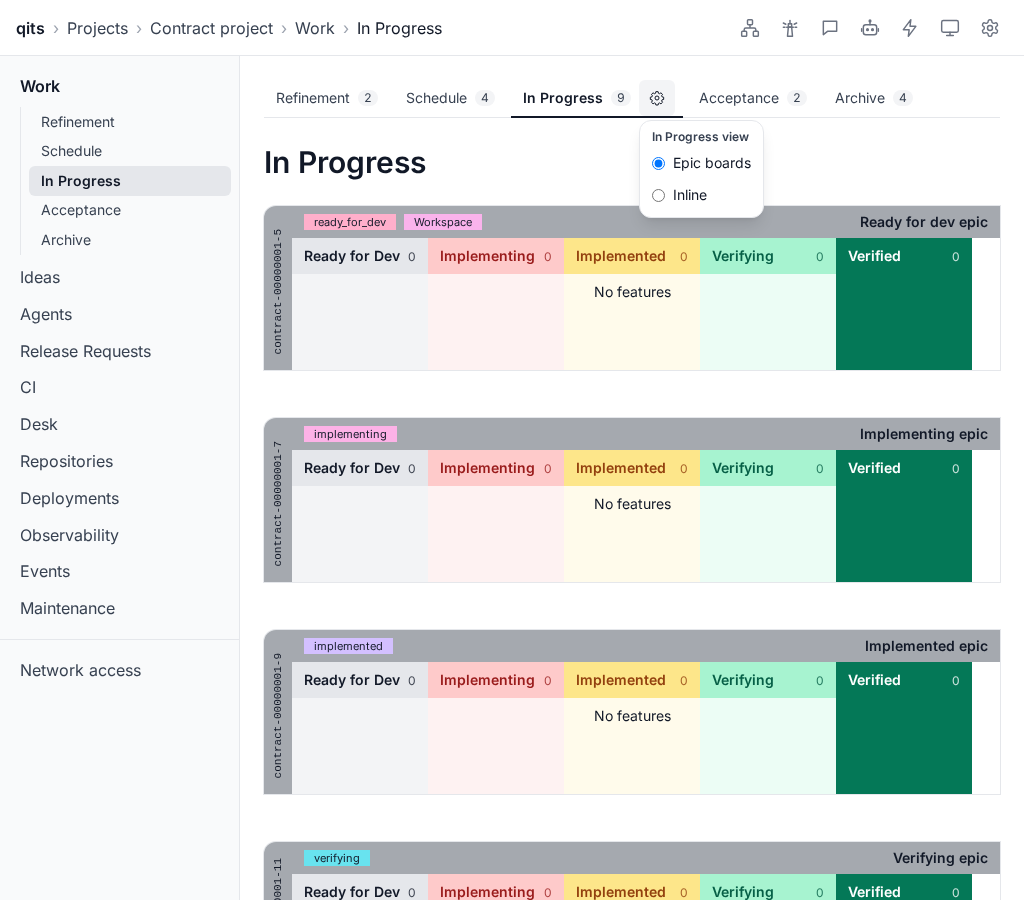 qits › Projects › Contract project › Work › In Progress
Work
Refinement
Schedule
In Progress
Acceptance
Archive
Ideas
Agents
Release Requests
CI
Desk
Repositories
Deployments
Observability
Events
Maintenance
Network access
Refinement 2 Schedule 4 In Progress 9 Acceptance 2 Archive 4
In Progress view
Epic boards
Inline
In Progress
contract-00000001-5
ready_for_dev Workspace Ready for dev epic
Ready for Dev 0 Implementing 0 Implemented 0 Verifying 0 Verified 0
No features
contract-00000001-7
implementing Implementing epic
Ready for Dev 0 Implementing 0 Implemented 0 Verifying 0 Verified 0
No features
contract-00000001-9
implemented Implemented epic
Ready for Dev 0 Implementing 0 Implemented 0 Verifying 0 Verified 0
No features
0001-11
verifying Verifying epic
Ready for Dev 0 Implementing 0 Implemented 0 Verifying 0 Verified 0